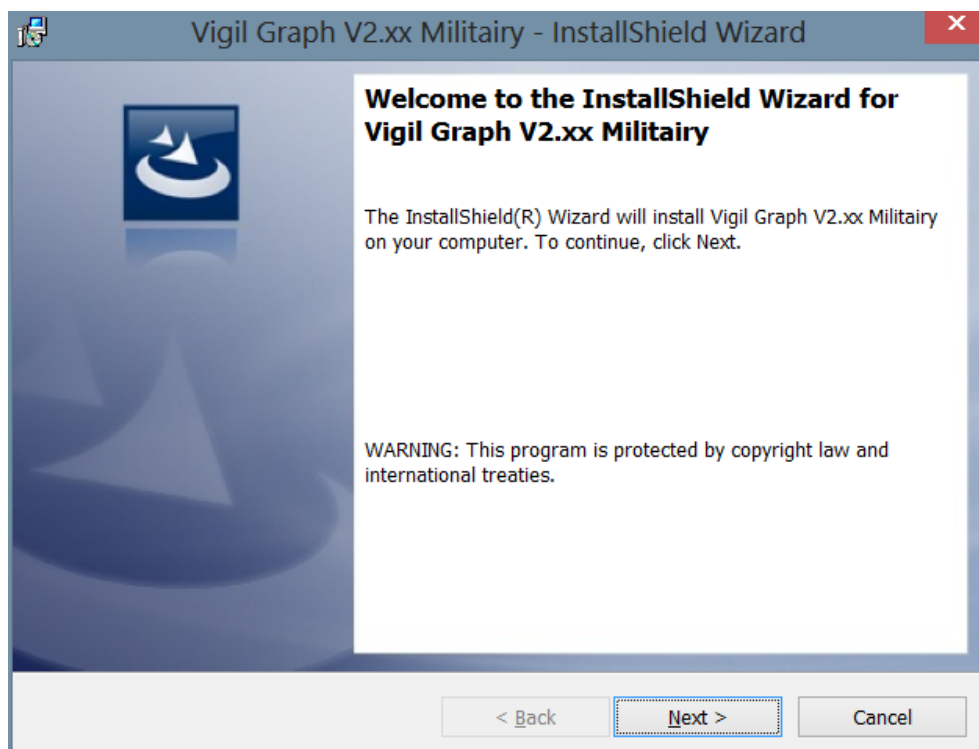 Vigil Graph V2.xx Militairy - InstallShield Wizard
Welcome to the InstallShield Wizard for
Vigil Graph V2.xx Militairy
The InstallShield(R) Wizard will install Vigil Graph V2.xx Militairy
on your computer. To continue, click Next.
WARNING: This program is protected by copyright law and
international treaties.
< Back
Next >
Cancel